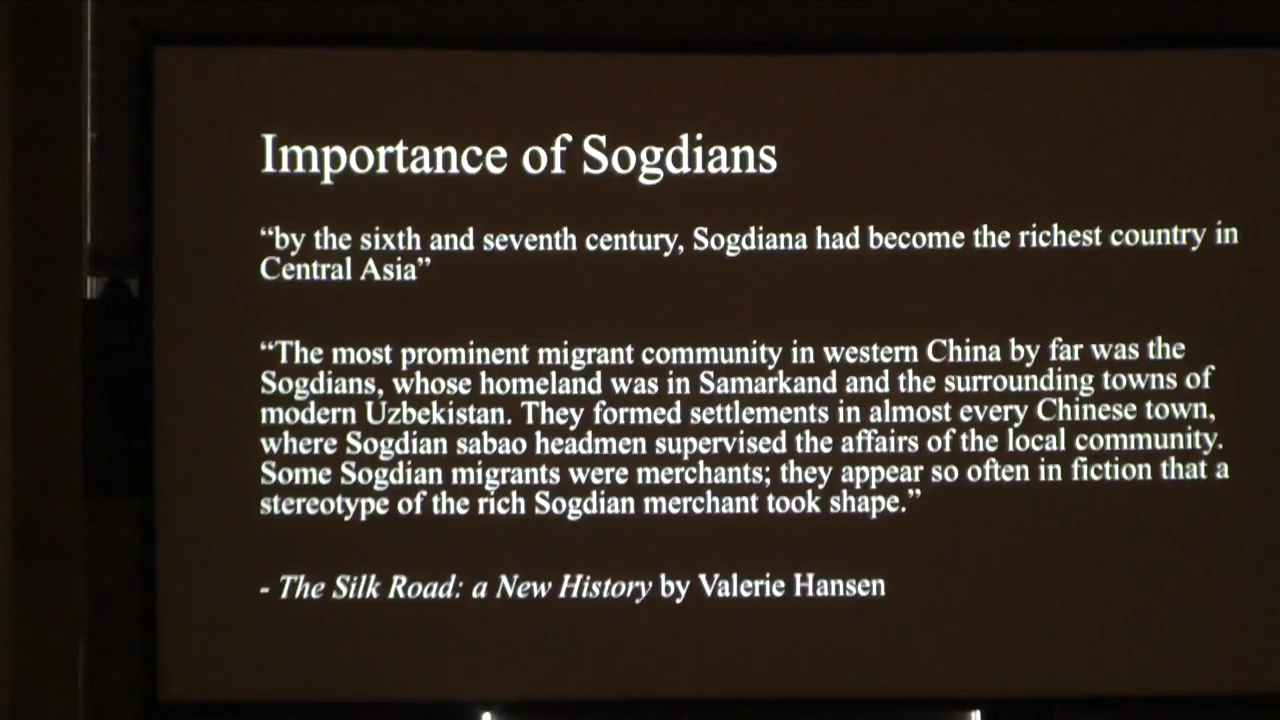 Importance of Sogdians
“by the sixth and seventh century, Sogdiana had become the richest country in
Central Asia”
“The most prominent migrant community in western China by far was the
Sogdians, whose homeland was in Samarkand and the surrounding towns of
modern Uzbekistan. They formed settlements in almost every Chinese town,
where Sogdian sabao headmen supervised the affairs of the local community.
Some Sogdian migrants were merchants; they appear so often in fiction that a
stereotype of the rich Sogdian merchant took shape.”
- The Silk Road: a New History by Valerie Hansen